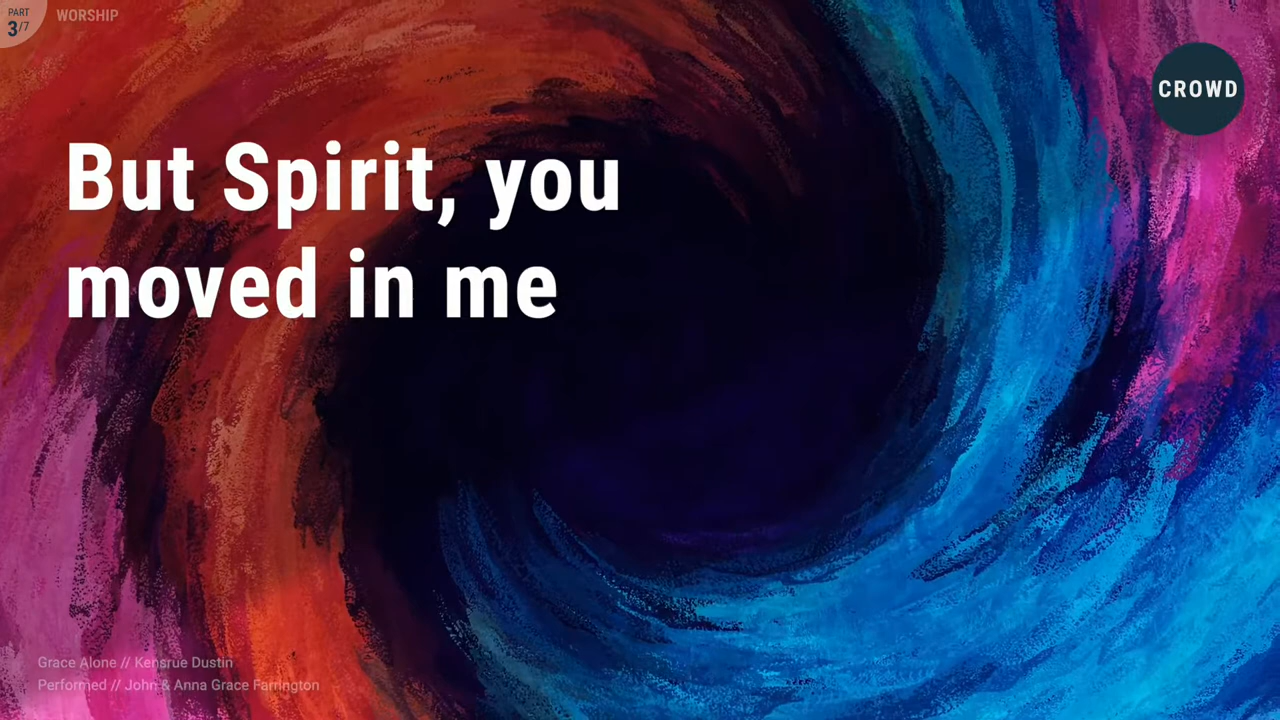 PART
3/7
WORSHIP
CROWD
But Spirit, you
moved in me
Grace Alone // Kensrue Dustin
Performed // John & Anna Grace Farrington